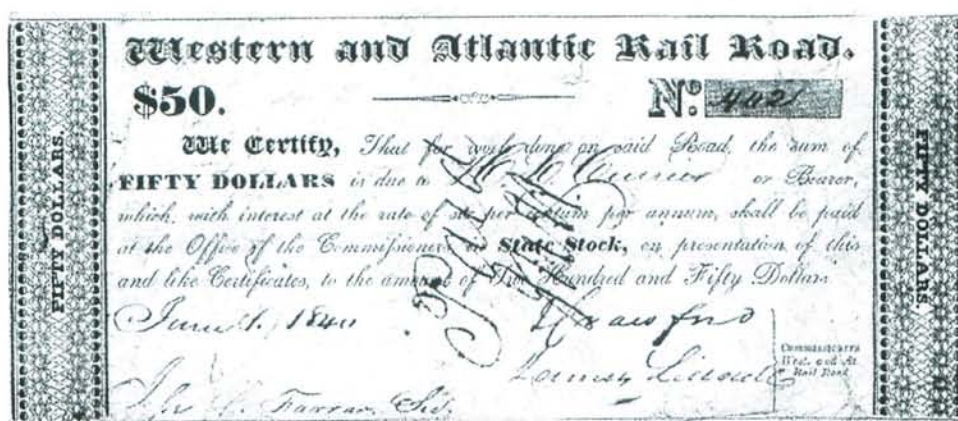 Western and Atlantic Rail Road.
$50.
No. 402
We Certify, That for work done on said Road, the sum of
FIFTY DOLLARS is due to or Bearer,
which, with interest at the rate of six per centum per annum, shall be paid
at the Office of the Commissioners in State Stock, on presentation of this
and like Certificates, to the amount of Two Hundred and Fifty Dollars
June 1. 1840
Crawford
Commissioners
West. and At.
Rail Road.
Farrar,
FIFTY DOLLARS.
FIFTY DOLLARS.